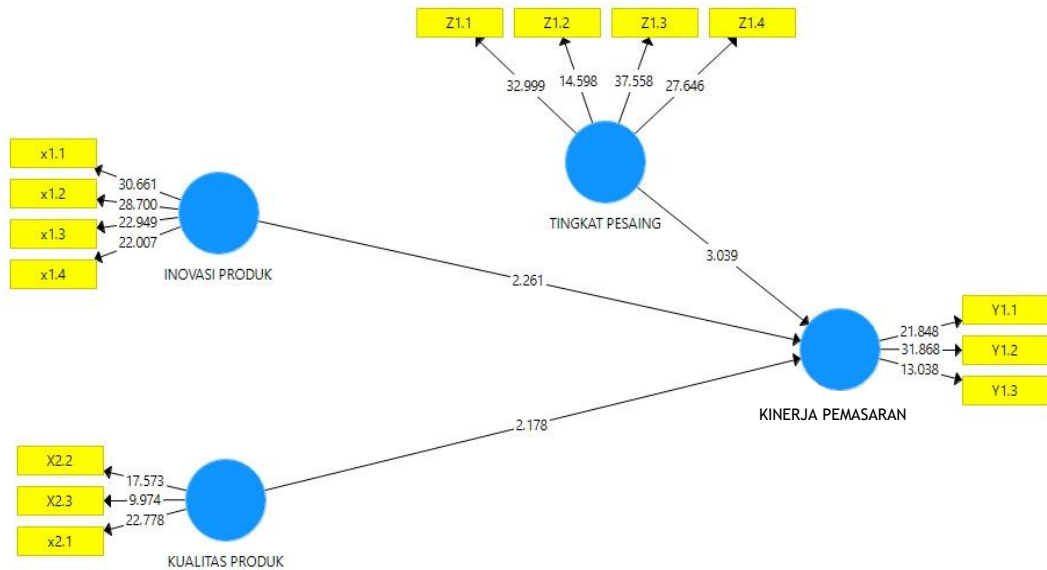 Z1.1
Z1.2
Z1.3
Z1.4
32.999
14.598
37.558
27.646
TINGKAT PESAING
3.039
x1.1
x1.2
x1.3
x1.4
30.661
28.700
22.949
22.007
INOVASI PRODUK
2.261
Y1.1
Y1.2
Y1.3
21.848
31.868
13.038
KINERJA PEMASARAN
2.178
X2.2
X2.3
x2.1
17.573
9.974
22.778
KUALITAS PRODUK